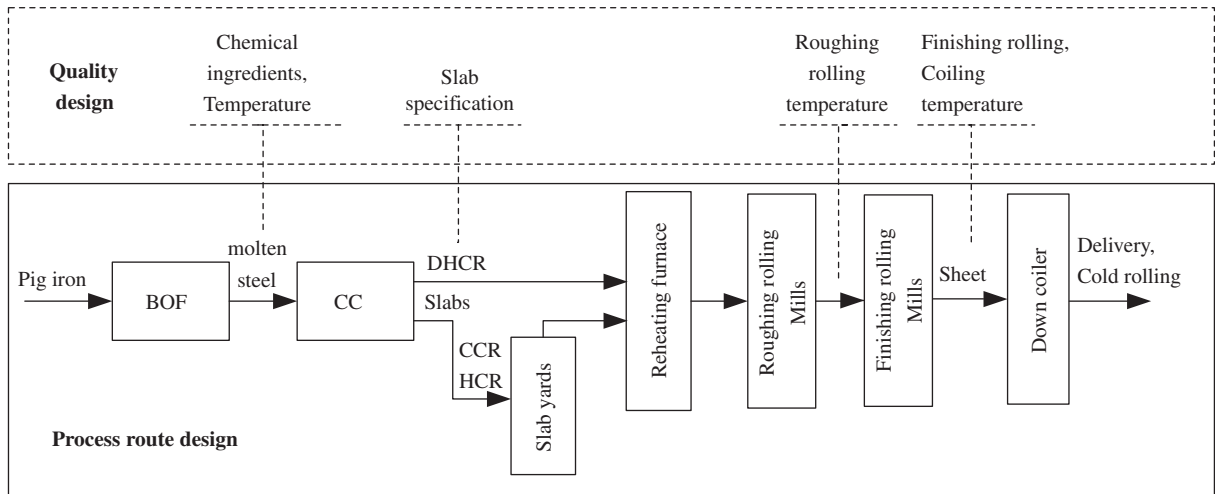 Quality
design
Chemical
ingredients,
Temperature
Slab
specification
Roughing
rolling
temperature
Finishing rolling,
Coiling
temperature
Pig iron
BOF
molten
steel
CC
DHCR
Slabs
CCR
HCR
Slab yards
Reheating furnace
Roughing rolling
Mills
Finishing rolling
Mills
Sheet
Down coiler
Delivery,
Cold rolling
Process route design